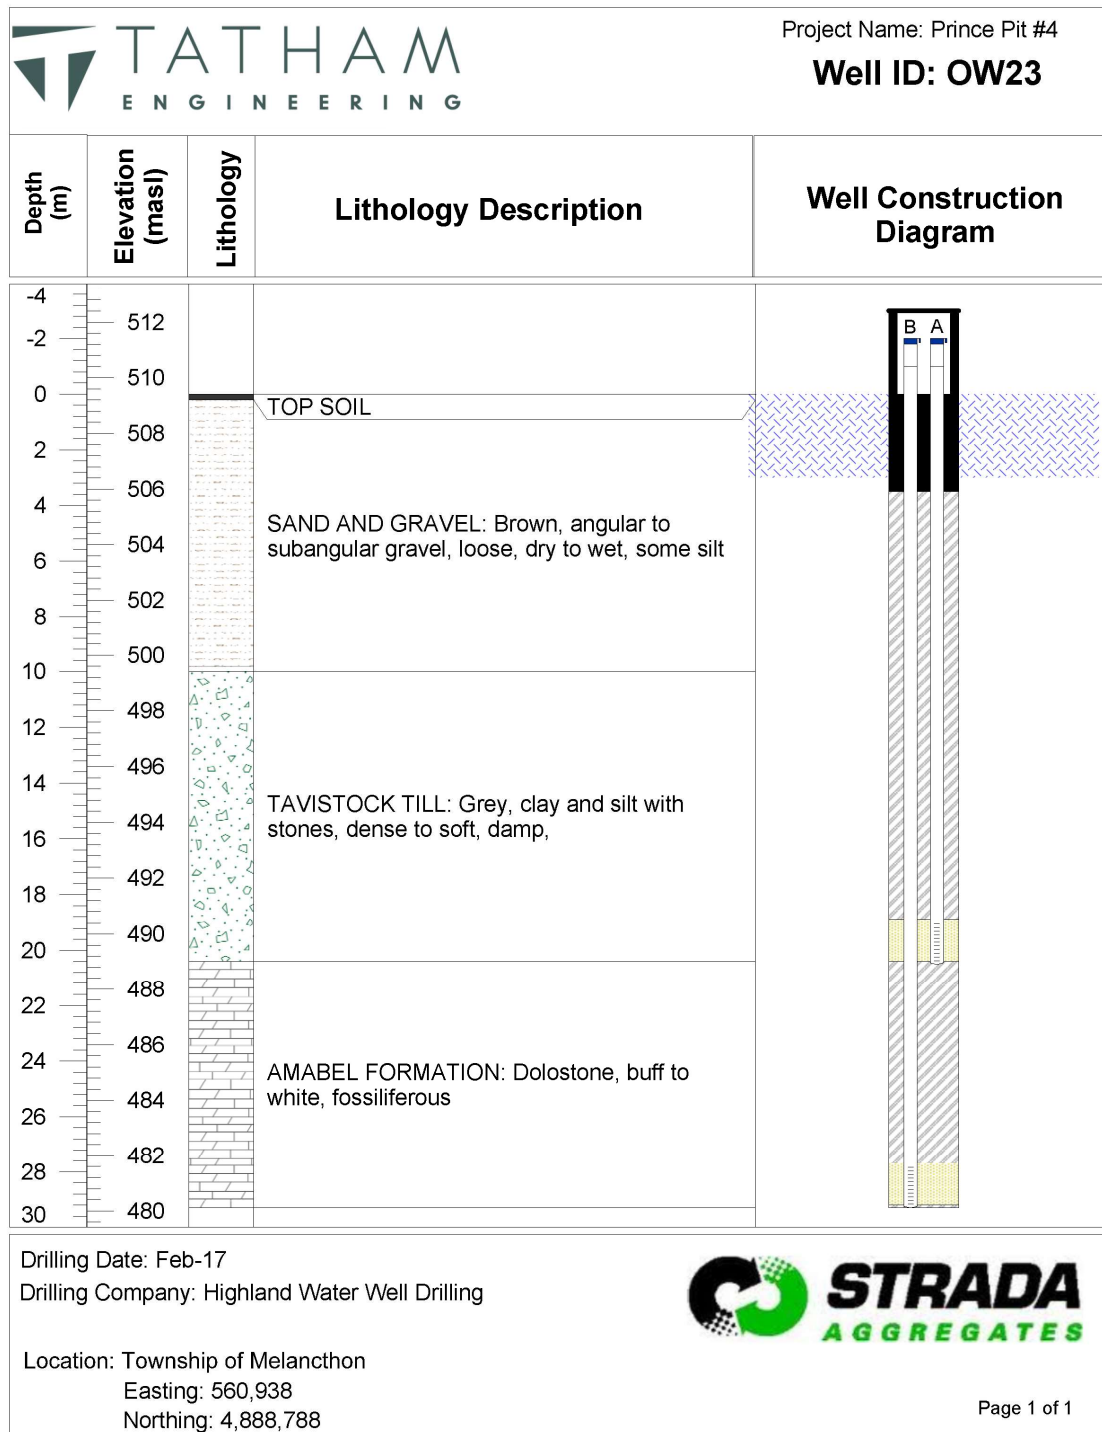 TATHAM
ENGINEERING
Project Name: Prince Pit #4
Well ID: OW23
Depth
(m)
Elevation
(masl)
Lithology
Lithology Description
Well Construction
Diagram
-4
-2
0
2
4
6
8
10
12
14
16
18
20
22
24
26
28
30
512
510
508
506
504
502
500
498
496
494
492
490
488
486
484
482
480
TOP SOIL
SAND AND GRAVEL: Brown, angular to
subangular gravel, loose, dry to wet, some silt
TAVISTOCK TILL: Grey, clay and silt with
stones, dense to soft, damp,
AMABEL FORMATION: Dolostone, buff to
white, fossiliferous
B A
Drilling Date: Feb-17
Drilling Company: Highland Water Well Drilling
Location: Township of Melancthon
Easting: 560,938
Northing: 4,888,788
STRADA
AGGREGATES
Page 1 of 1